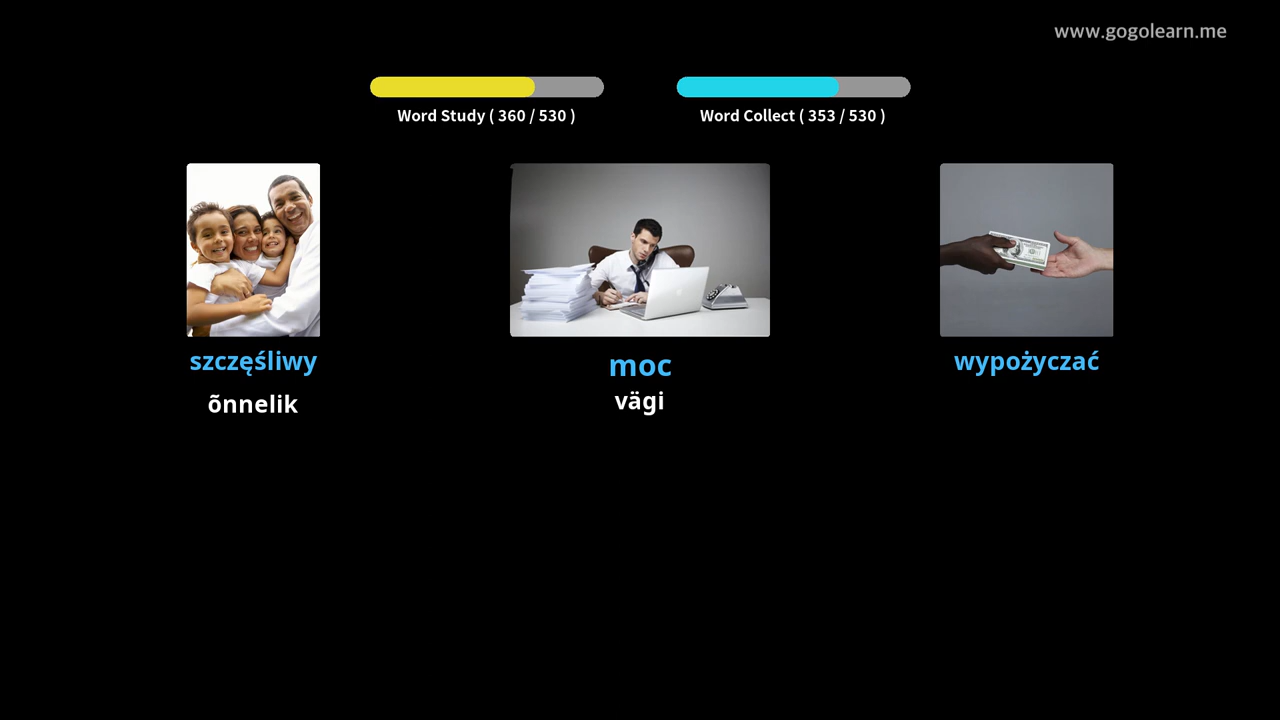 www.gogolearn.me
Word Study ( 360 / 530 )
Word Collect ( 353 / 530 )
szczęśliwy
õnnelik
moc
vägi
wypożyczać